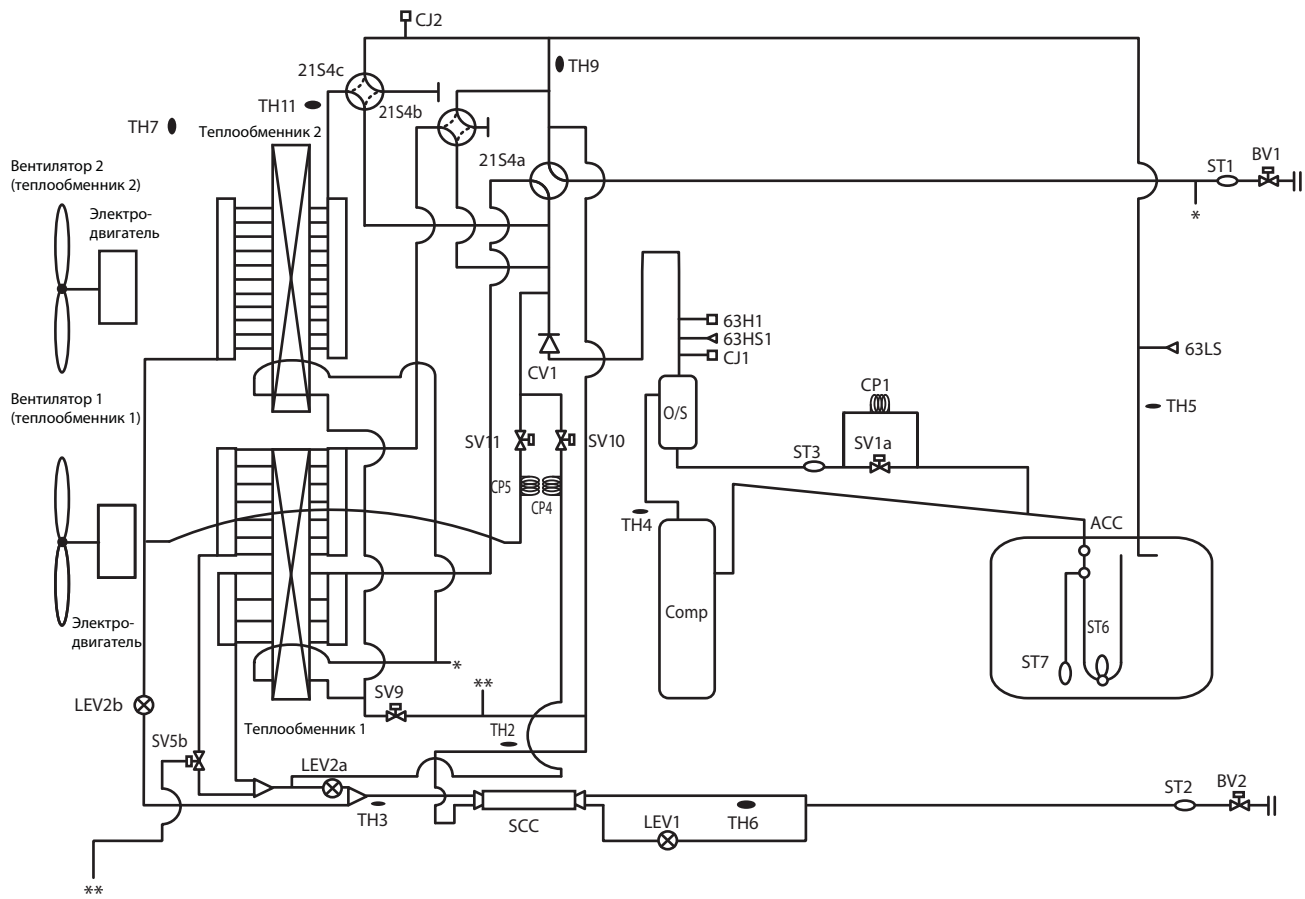 CJ2
21S4c
TH9
TH11
21S4b
TH7
Теплообменник 2
21S4a
ST1
BV1
Вентилятор 2
(теплообменник 2)
*
Электро-
двигатель
63H1
63HS1
CJ1
63LS
CV1
CP1
Вентилятор 1
(теплообменник 1)
O/S
TH5
SV11
SV10
ST3
SV1a
CP5
CP4
TH4
ACC
Comp
ST6
Электро-
двигатель
ST7
*
SV9
**
LEV2b
Теплообменник 1
TH2
SV5b
LEV2a
ST2
BV2
TH3
SCC
LEV1
TH6
**